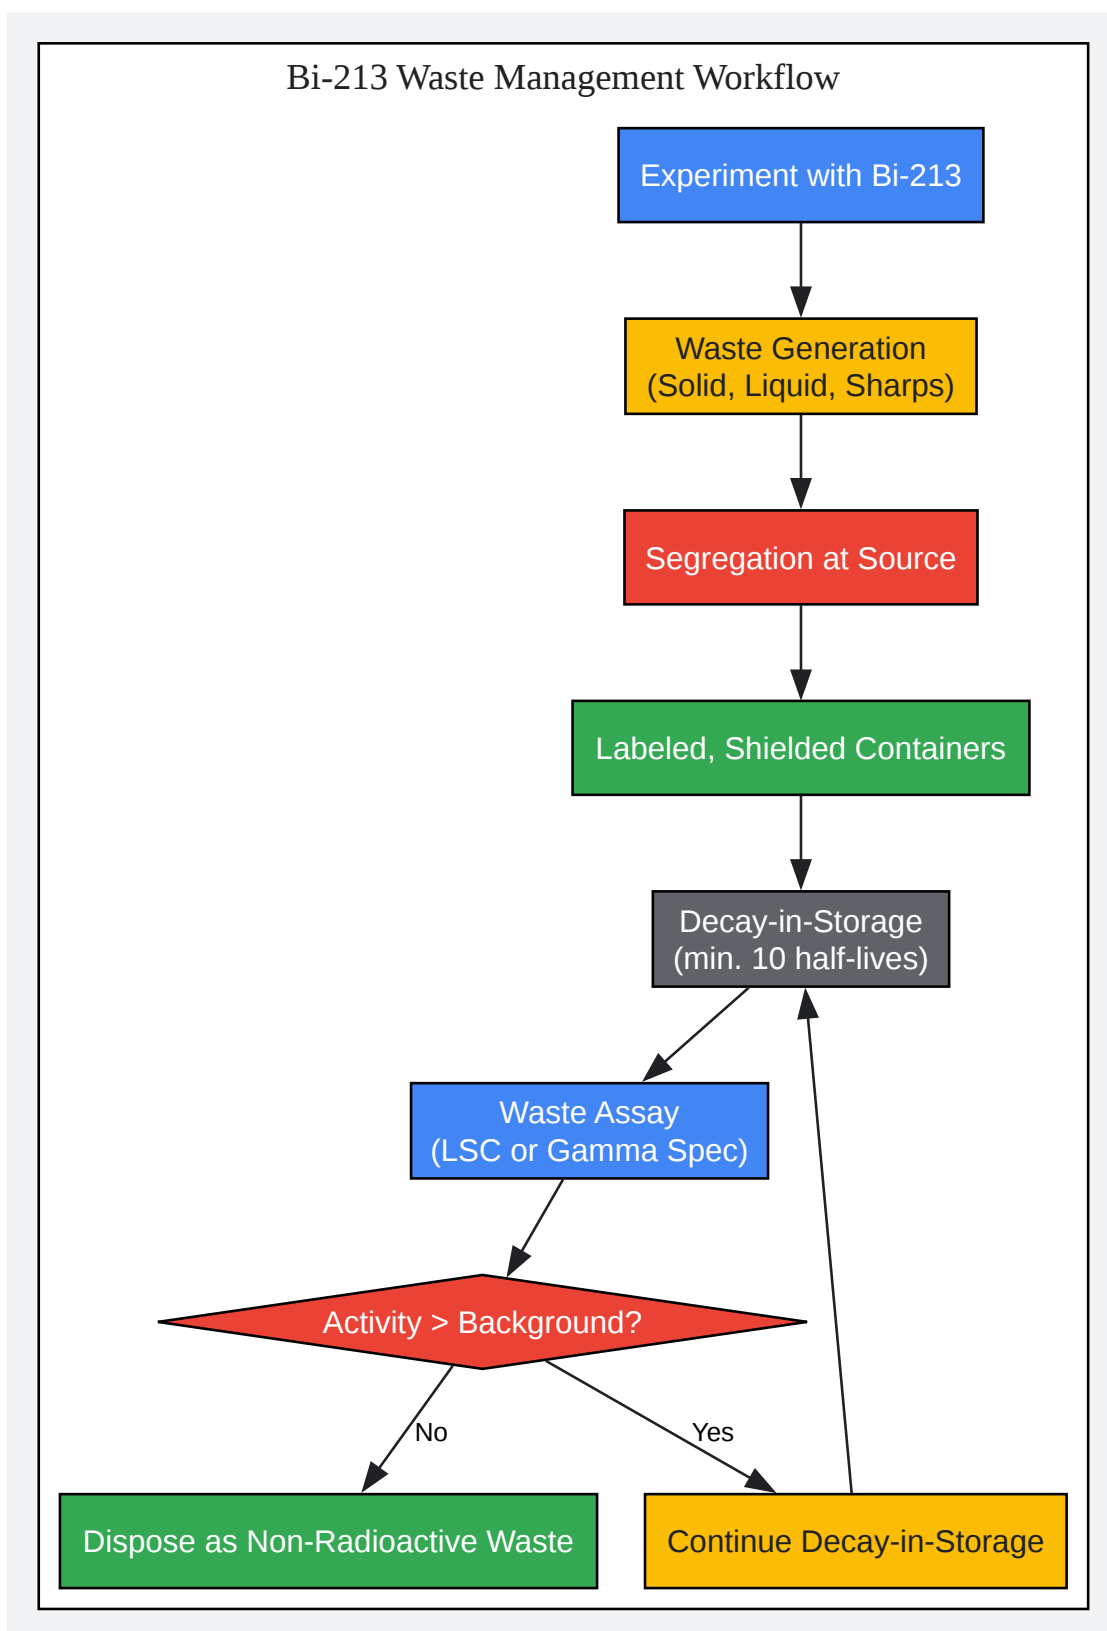 Bi-213 Waste Management Workflow
Experiment with Bi-213
Waste Generation
(Solid, Liquid, Sharps)
Segregation at Source
Labeled, Shielded Containers
Decay-in-Storage
(min. 10 half-lives)
Waste Assay
(LSC or Gamma Spec)
Activity > Background?
No
Yes
Dispose as Non-Radioactive Waste
Continue Decay-in-Storage